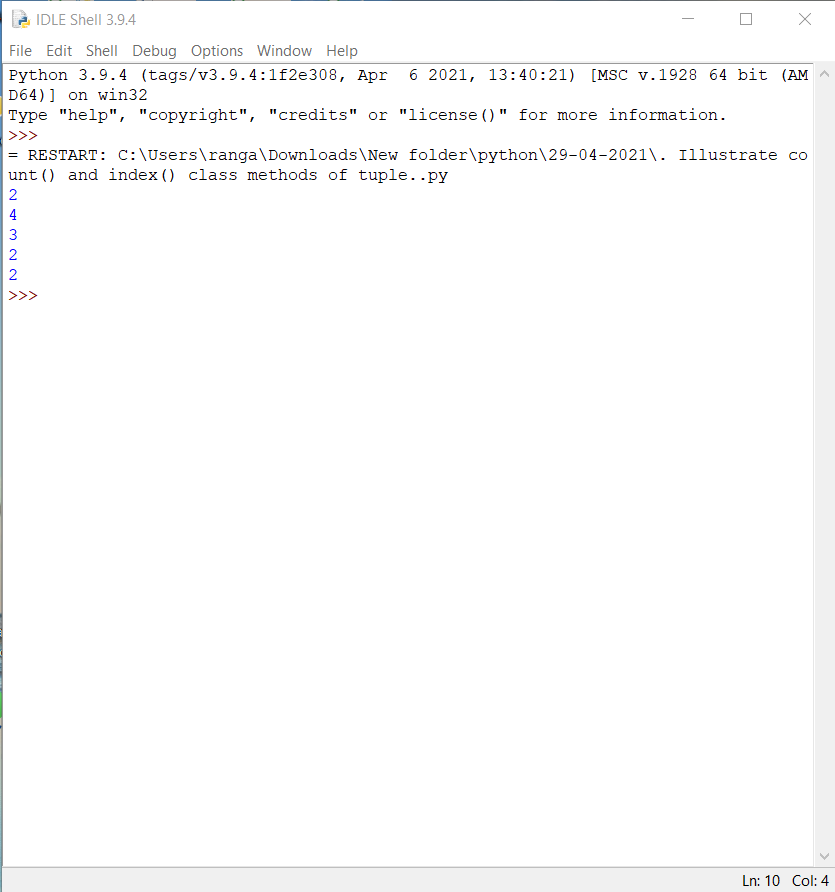 IDLE Shell 3.9.4
File Edit Shell Debug Options Window Help
Python 3.9.4 (tags/v3.9.4:1f2e308, Apr  6 2021, 13:40:21) [MSC v.1928 64 bit (AM
D64)] on win32
Type "help", "copyright", "credits" or "license()" for more information.
>>>
= RESTART: C:\Users\ranga\Downloads\New folder\python\29-04-2021\. Illustrate co
unt() and index() class methods of tuple..py
2
4
3
2
2
>>>
Ln: 10 Col: 4